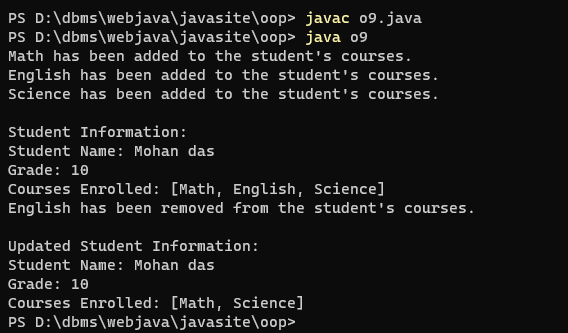 PS D:\dbms\webjava\javasite\oop> javac o9.java
PS D:\dbms\webjava\javasite\oop> java o9
Math has been added to the student's courses.
English has been added to the student's courses.
Science has been added to the student's courses.
Student Information:
Student Name: Mohan das
Grade: 10
Courses Enrolled: [Math, English, Science]
English has been removed from the student's courses.
Updated Student Information:
Student Name: Mohan das
Grade: 10
Courses Enrolled: [Math, Science]
PS D:\dbms\webjava\javasite\oop>